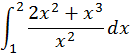 ∫₁² (2x² + x³)/x² dx